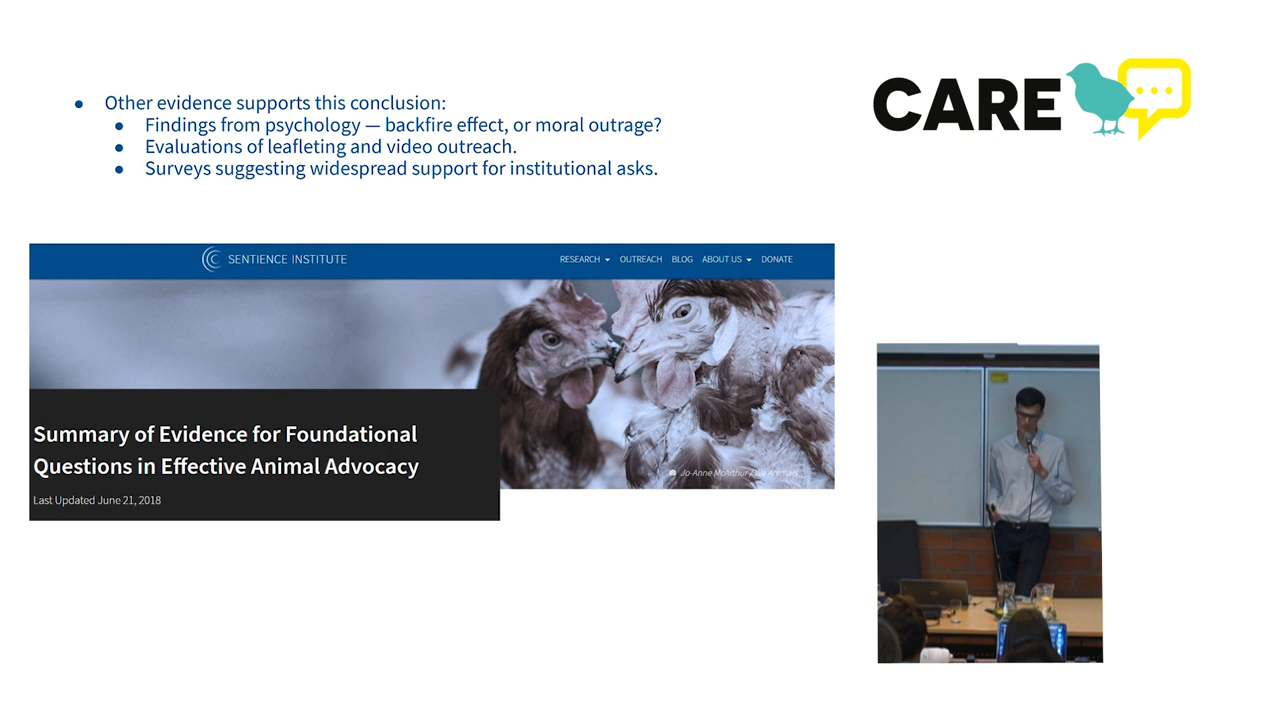 ● Other evidence supports this conclusion:
● Findings from psychology — backfire effect, or moral outrage?
● Evaluations of leafleting and video outreach.
● Surveys suggesting widespread support for institutional asks.
CARE
SENTIENCE INSTITUTE
RESEARCH OUTREACH BLOG ABOUT US DONATE
Summary of Evidence for Foundational
Questions in Effective Animal Advocacy
Last Updated June 21, 2018
Jo-Anne McArthur / We Animals